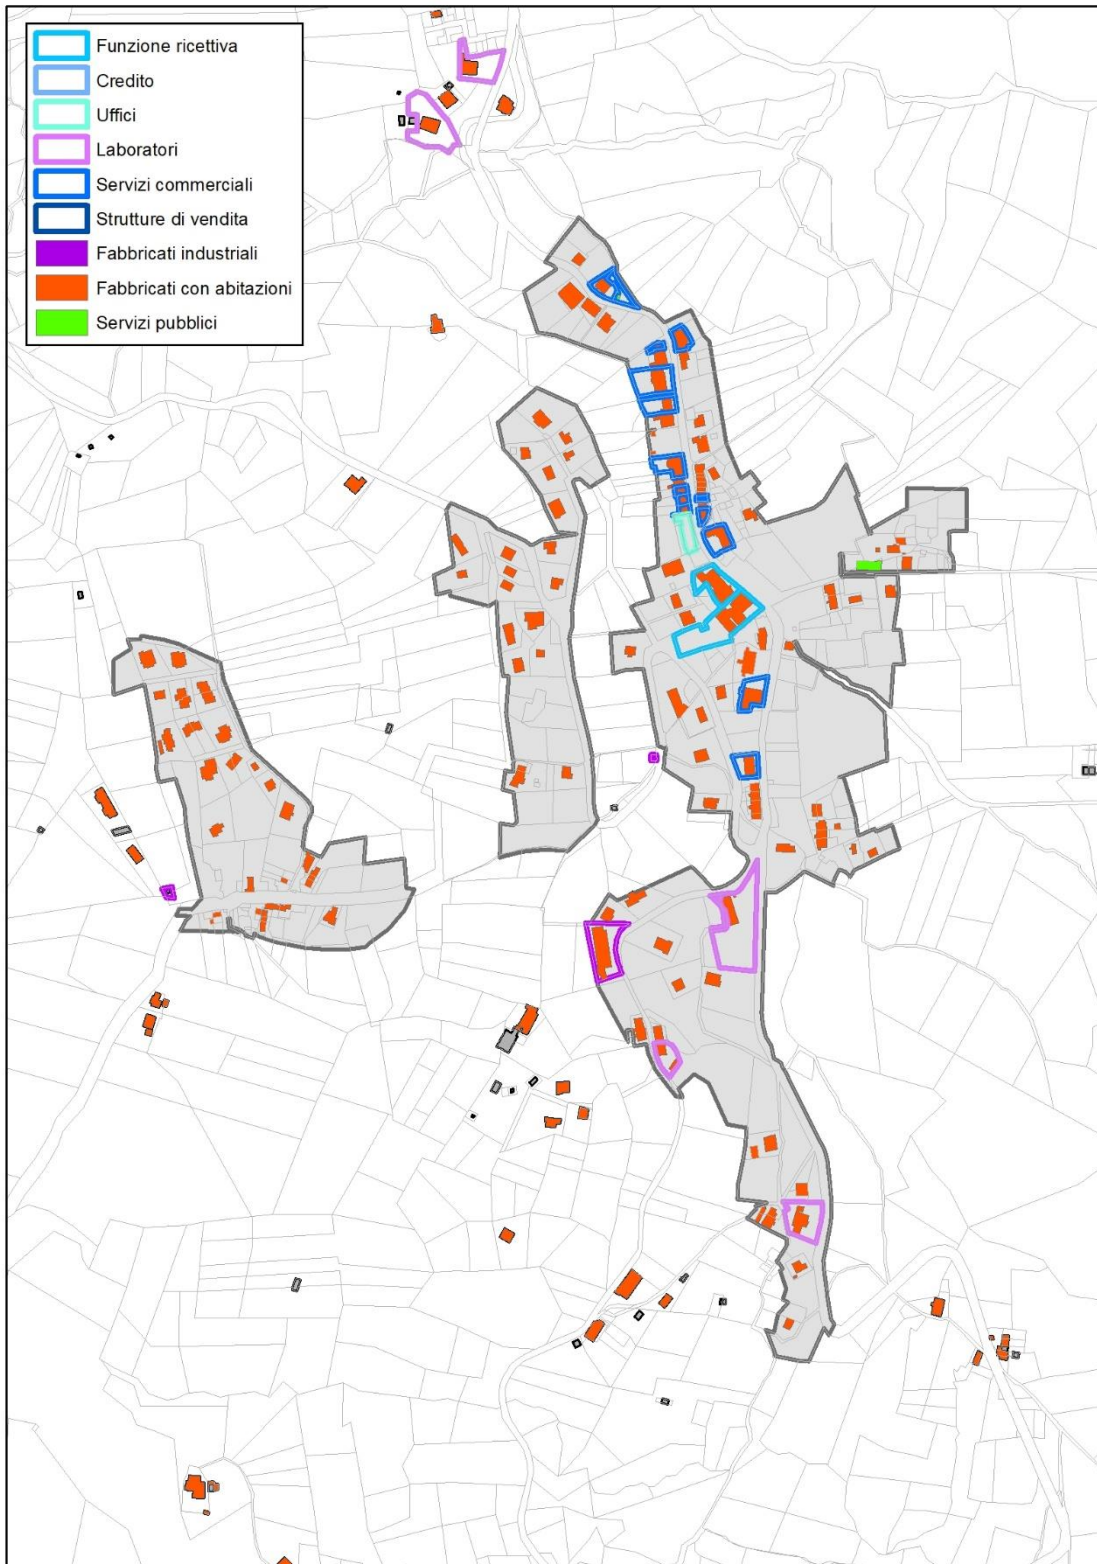 Funzione ricettiva
Credito
Uffici
Laboratori
Servizi commerciali
Strutture di vendita
Fabbricati industriali
Fabbricati con abitazioni
Servizi pubblici